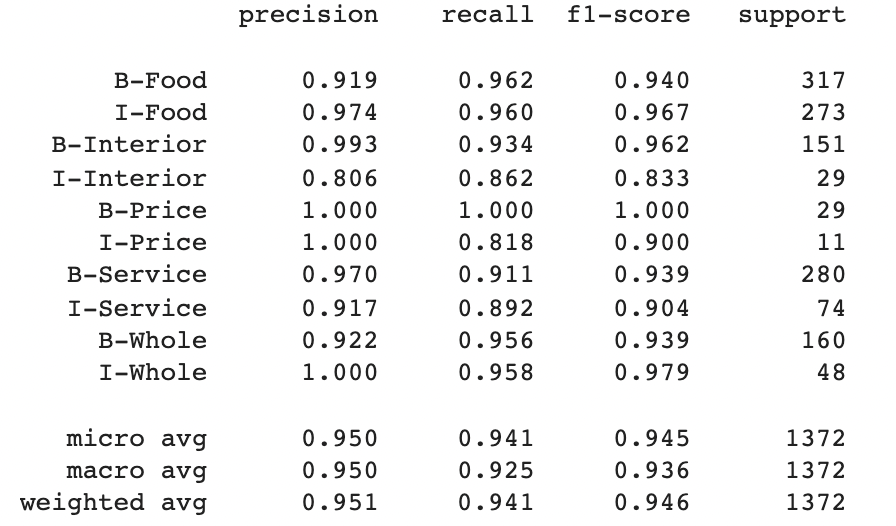 precision recall f1-score support
B-Food 0.919 0.962 0.940 317
I-Food 0.974 0.960 0.967 273
B-Interior 0.993 0.934 0.962 151
I-Interior 0.806 0.862 0.833 29
B-Price 1.000 1.000 1.000 29
I-Price 1.000 0.818 0.900 11
B-Service 0.970 0.911 0.939 280
I-Service 0.917 0.892 0.904 74
B-Whole 0.922 0.956 0.939 160
I-Whole 1.000 0.958 0.979 48
micro avg 0.950 0.941 0.945 1372
macro avg 0.950 0.925 0.936 1372
weighted avg 0.951 0.941 0.946 1372